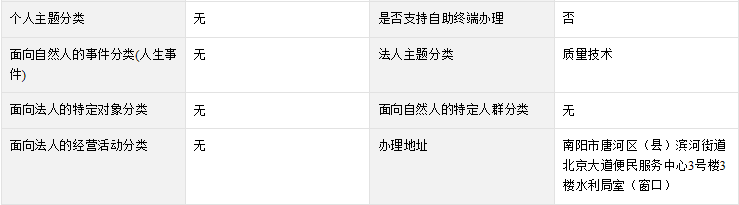 个人主题分类 无 是否支持自助终端办理 否
面向自然人的事件分类(人生事 无 法人主题分类 质量技术
件)
面向法人的特定对象分类 无 面向自然人的特定人群分类 无
面向法人的经营活动分类 无 办理地址 南阳市唐河区（县）滨河街道
北京大道便民服务中心3号楼3
楼水利局室（窗口）